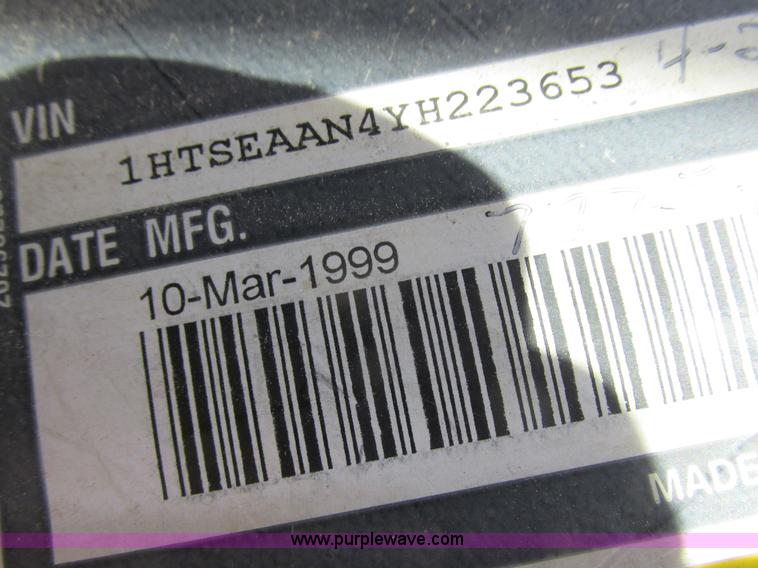 VIN
1HTSEAAN4YH223653
DATE MFG.
10-Mar-1999
MADE
www.purplewave.com